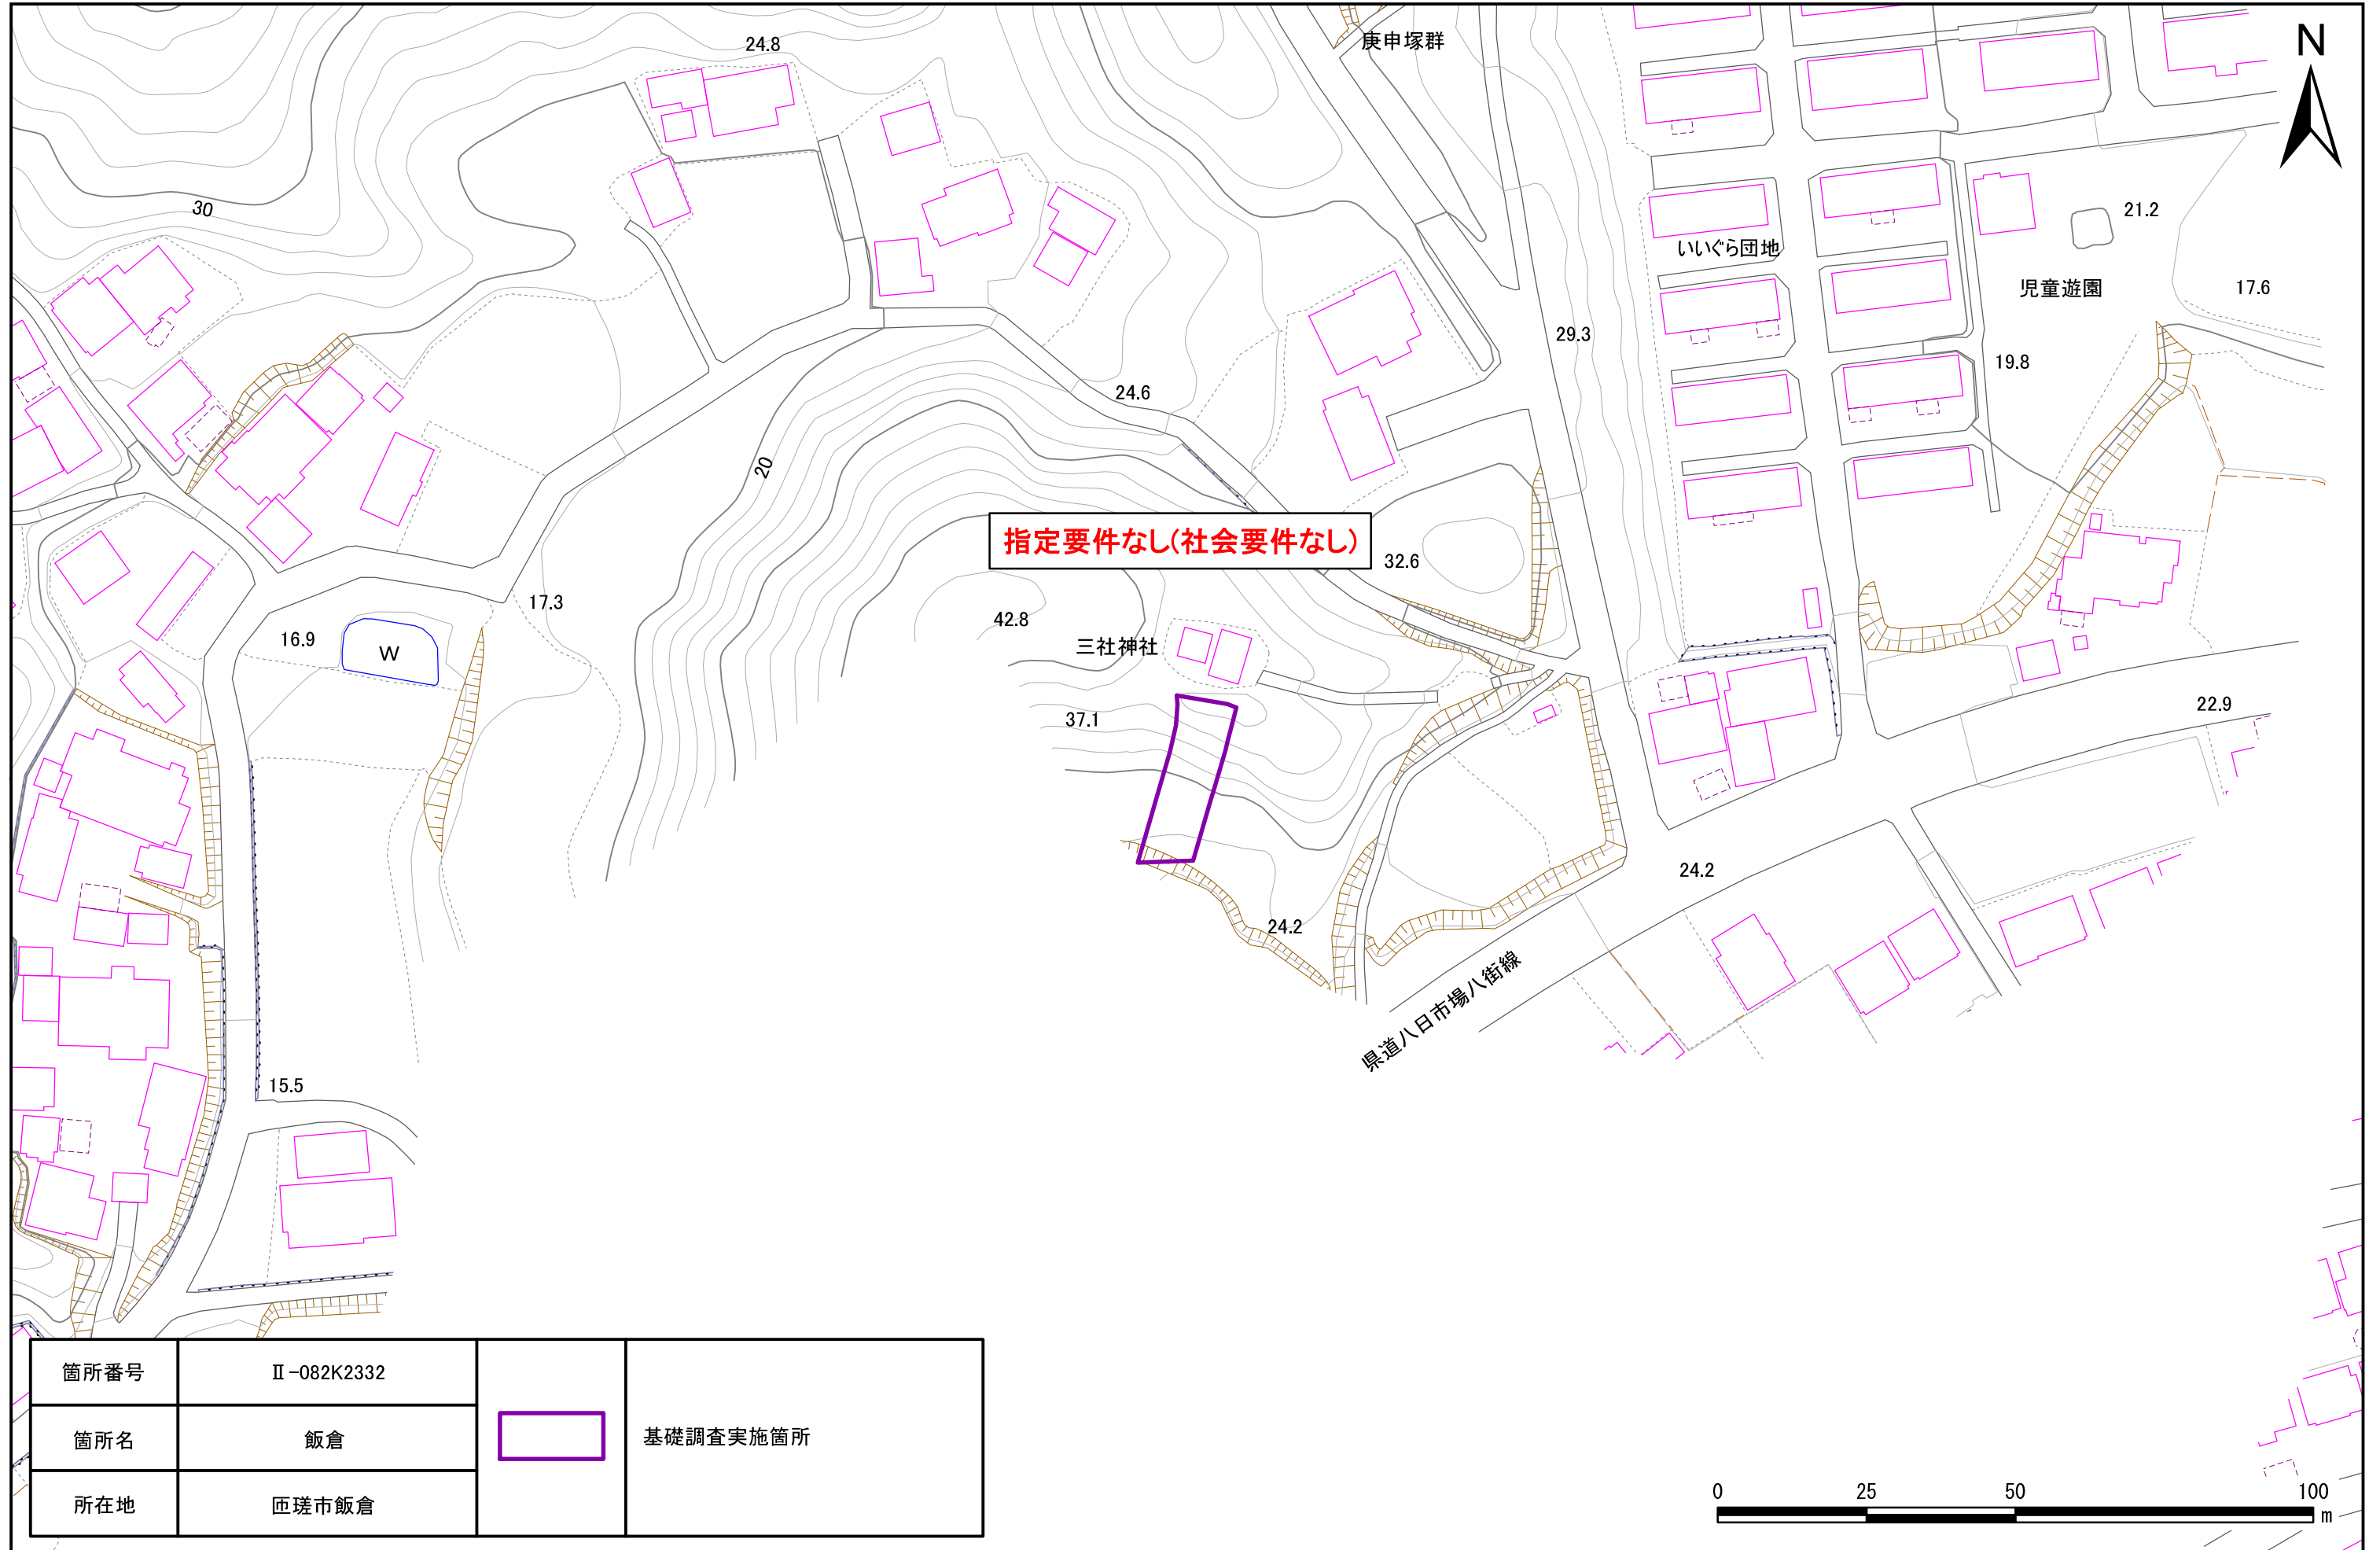 24.8
庚申塚群
N
30
21.2
いいぐら団地
児童遊園
17.6
29.3
19.8
24.6
20
指定要件なし(社会要件なし)
32.6
17.3
42.8
16.9
W
三社神社
37.1
22.9
24.2
24.2
県道八日市場八街線
15.5
箇所番号 Ⅱ-082K2332
箇所名 飯倉
所在地 匝瑳市飯倉
基礎調査実施箇所
0 25 50 100
m